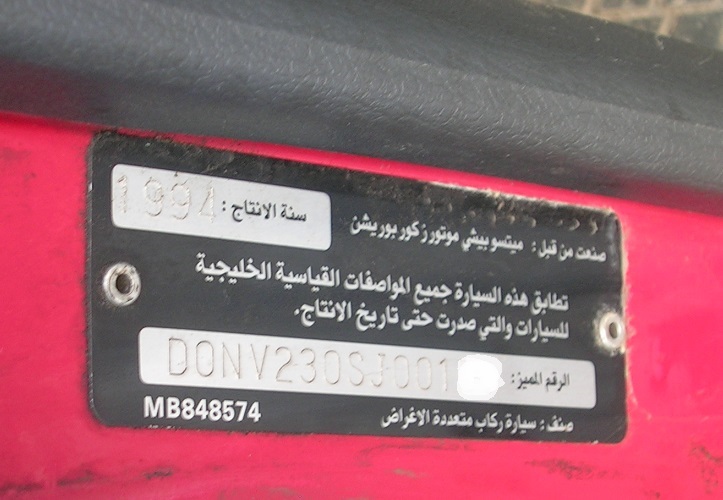 صنعت من قبل : ميتسوبيشي موتورز كوربوريشن
سنة الانتاج : 1994
تطابق هذه السيارة جميع المواصفات القياسية الخليجية
للسيارات والتي صدرت حتى تاريخ الانتاج.
الرقم المميز : DONV230SJ001
صنف : سيارة ركاب متعددة الاغراض
MB848574